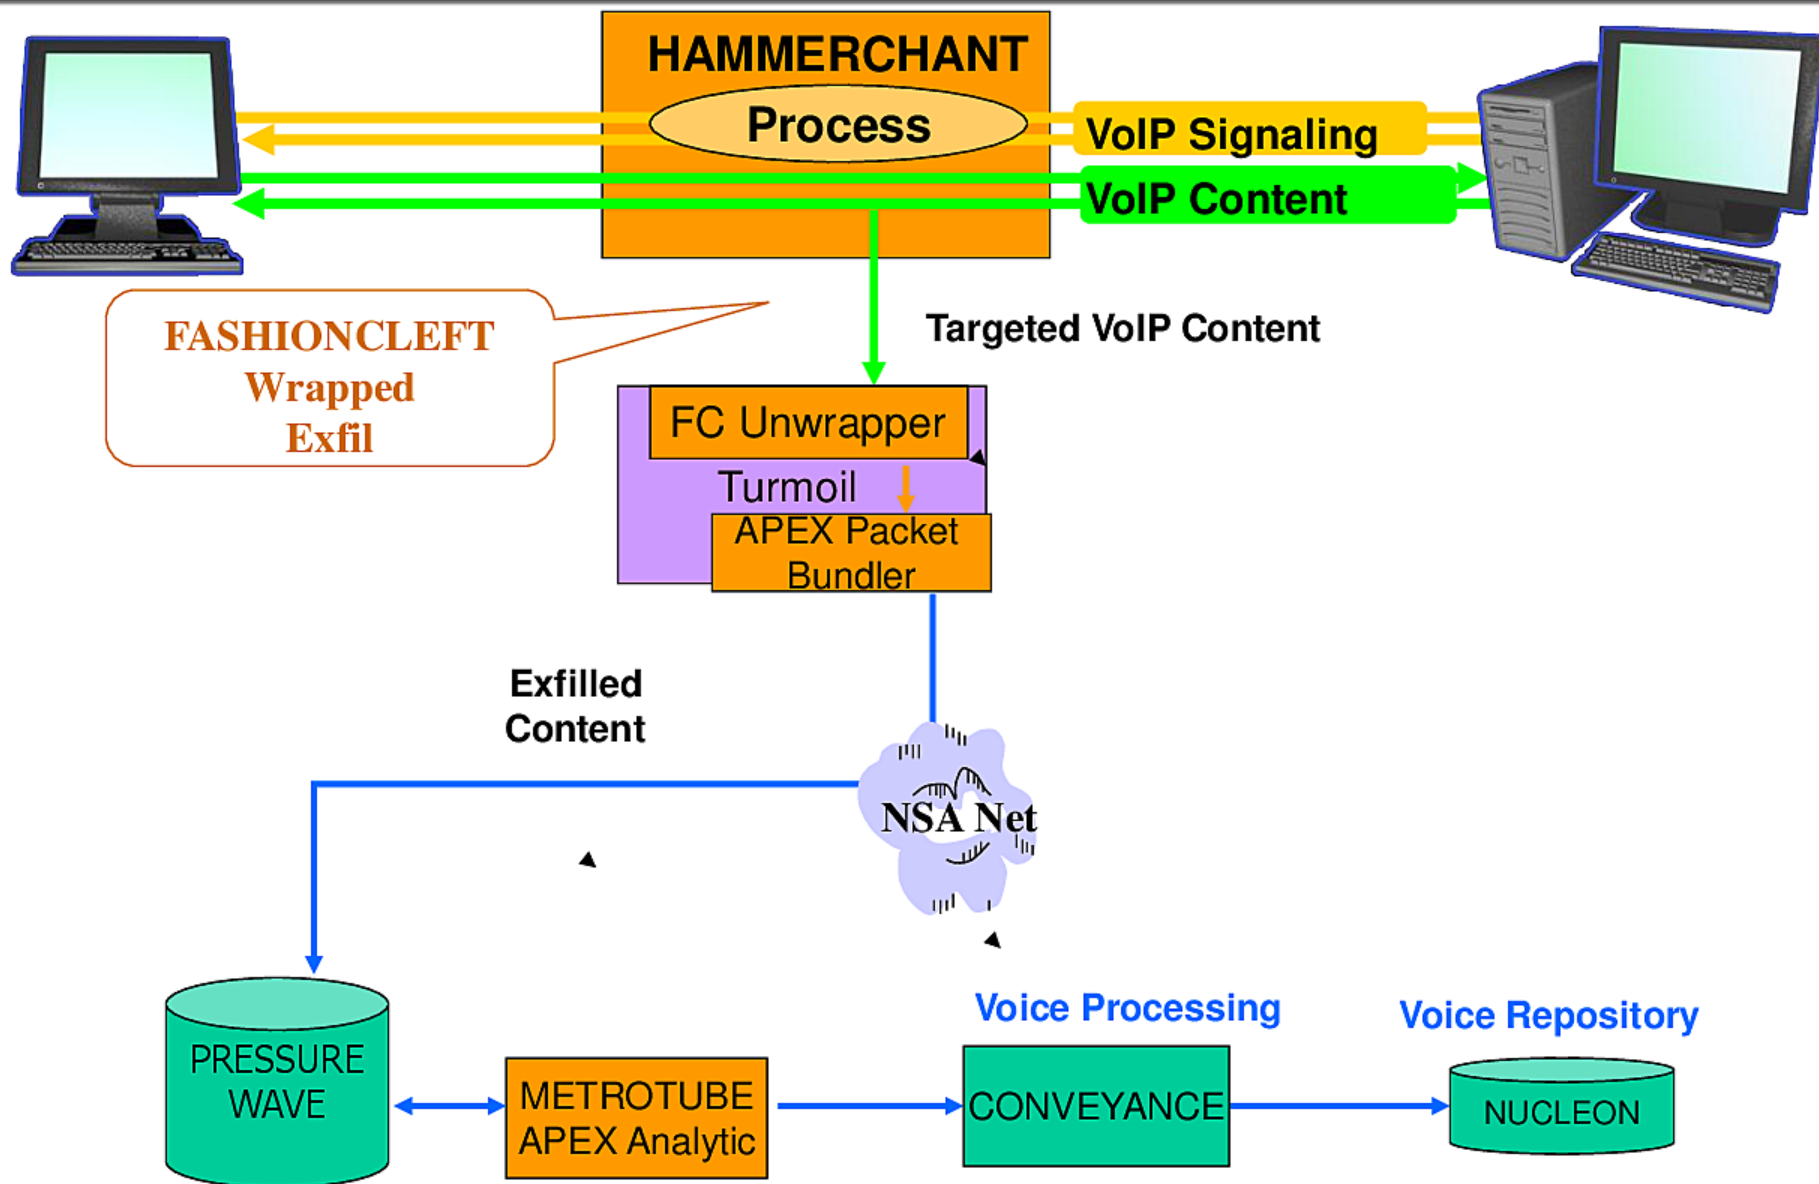 HAMMERCHANT
Process
VoIP Signaling
VoIP Content
FASHIONCLEFT
Wrapped
Exfil
Targeted VoIP Content
FC Unwrapper
Turmoil
APEX Packet
Bundler
Exfilled
Content
NSA Net
PRESSURE
WAVE
METROTUBE
APEX Analytic
Voice Processing
CONVEYANCE
Voice Repository
NUCLEON